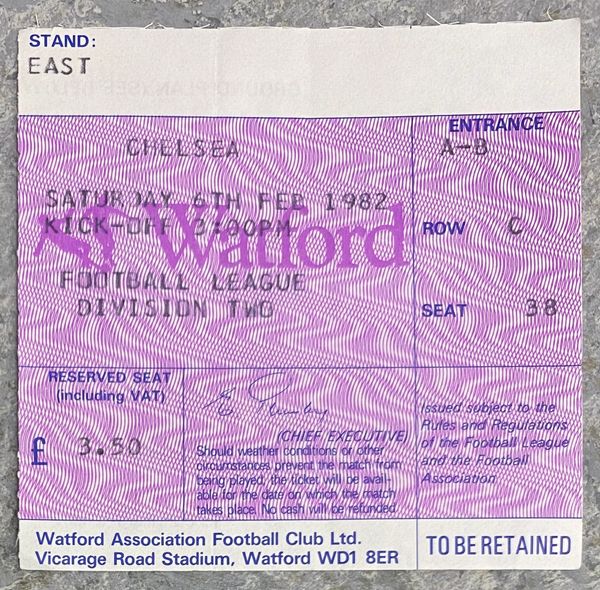 STAND:
EAST
ENTRANCE
CHELSEA
A-B
SATURDAY 6TH FEB 1982
KICK-OFF 3:00PM
Watford
ROW C
FOOTBALL LEAGUE
DIVISION TWO
SEAT 38
RESERVED SEAT
(including VAT)
£ 3.50
(CHIEF EXECUTIVE)
Should weather conditions or other
circumstances prevent the match from
being played, the ticket will be avail-
able for the date on which the match
takes place. No cash will be refunded.
Issued subject to the
Rules and Regulations
of the Football League
and the Football
Association
Watford Association Football Club Ltd.
Vicarage Road Stadium, Watford WD1 8ER
TO BE RETAINED